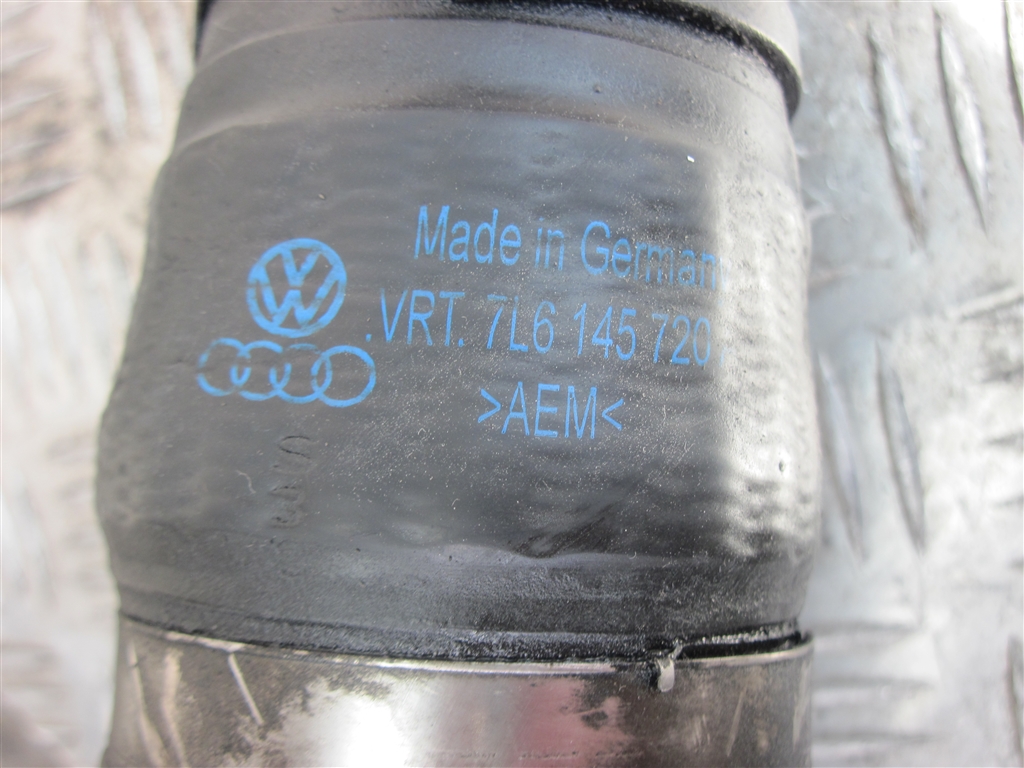 Made in German
.VRT. 7L6 145 720
>AEM<